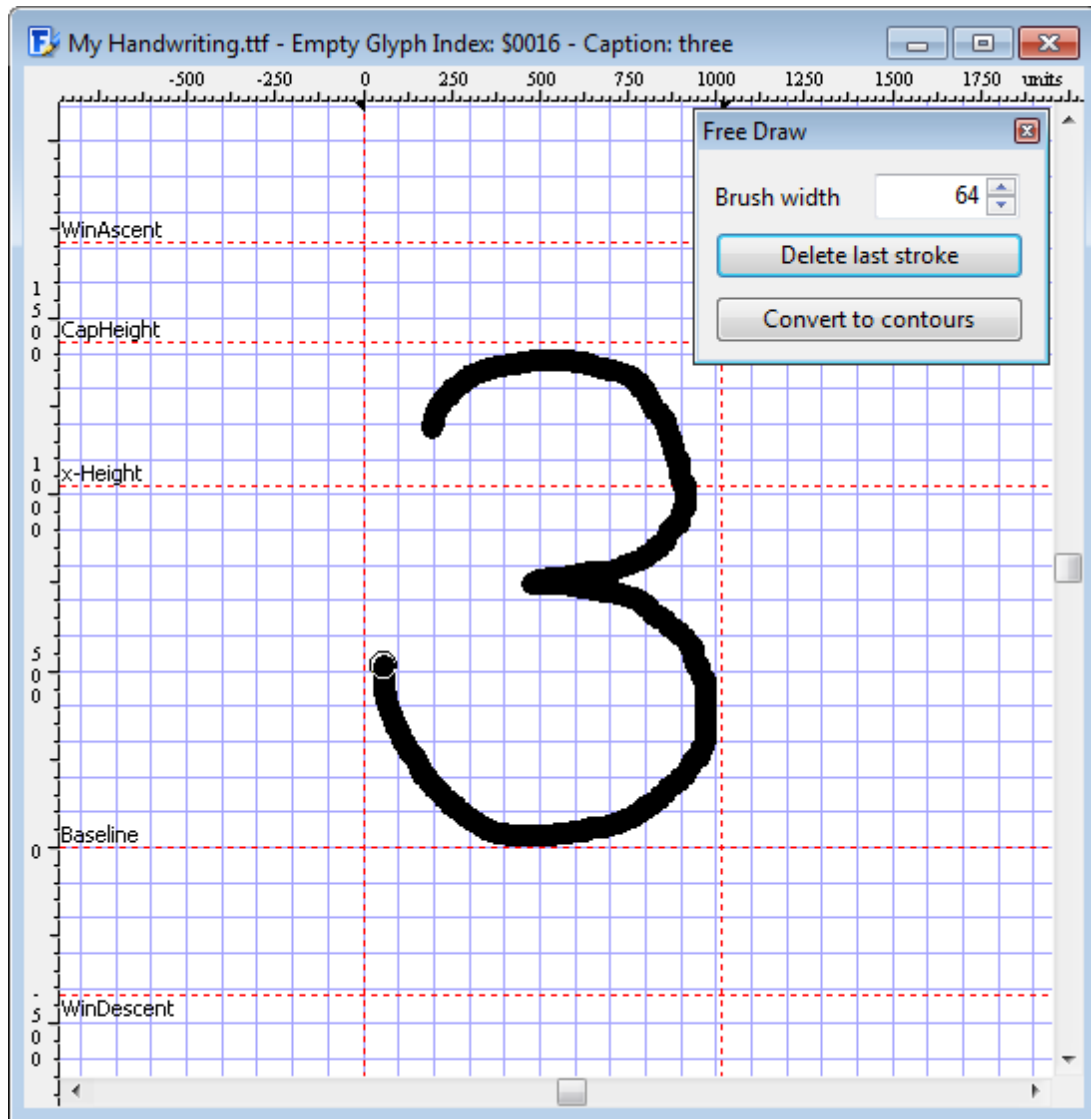 My Handwriting.ttf - Empty Glyph Index: $0016 - Caption: three
-500 -250 0 250 500 750 1000 1250 1500 1750 units
Free Draw
Brush width 64
Delete last stroke
Convert to contours
WinAscent
1500
CapHeight
1000
x-Height
3
500
Baseline
0
WinDescent
-500